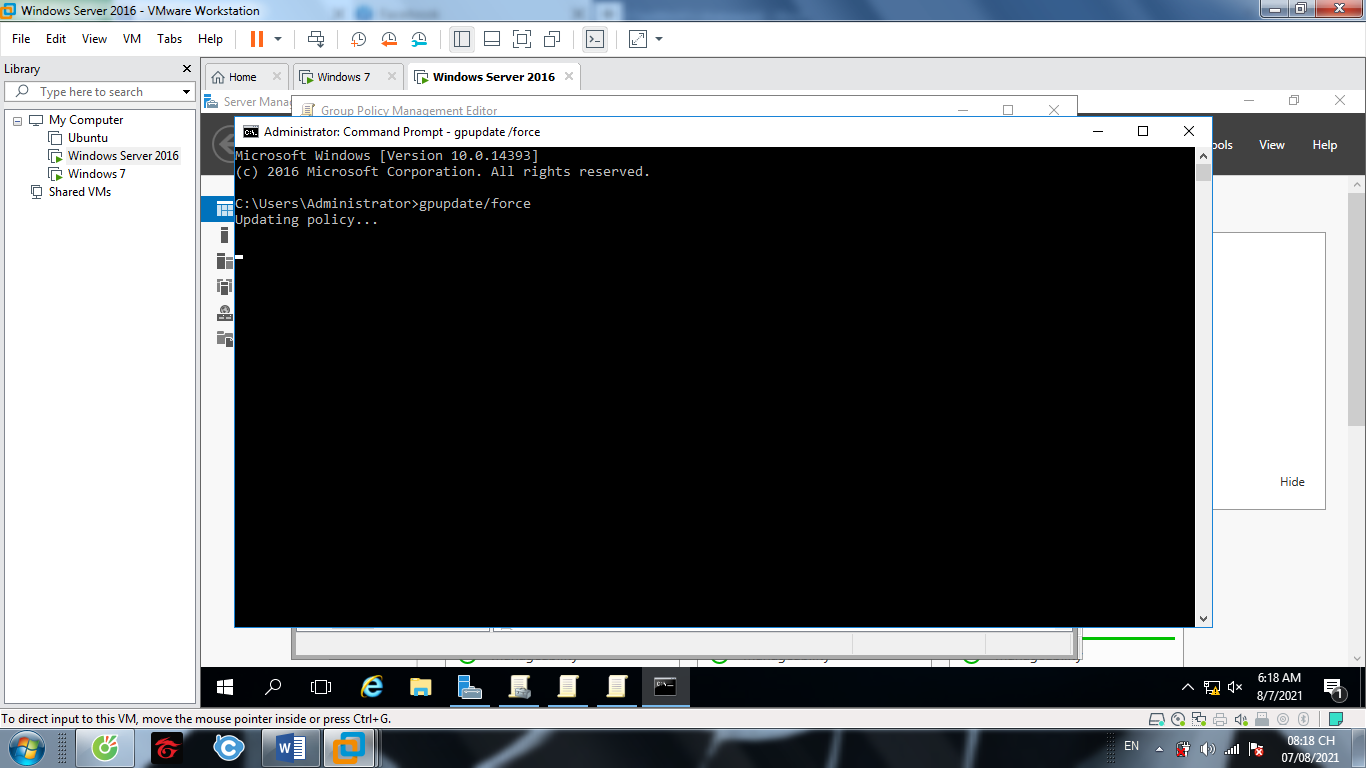 Windows Server 2016 - VMware Workstation
File Edit View VM Tabs Help
Library
Type here to search
My Computer
Ubuntu
Windows Server 2016
Windows 7
Shared VMs
Home
Windows 7
Windows Server 2016
Server Mana
Group Policy Management Editor
ools View Help
Administrator: Command Prompt - gpupdate /force
Microsoft Windows [Version 10.0.14393]
(c) 2016 Microsoft Corporation. All rights reserved.
C:\Users\Administrator>gpupdate/force
Updating policy...
Hide
6:18 AM
8/7/2021
1
To direct input to this VM, move the mouse pointer inside or press Ctrl+G.
EN
08:18 CH
07/08/2021